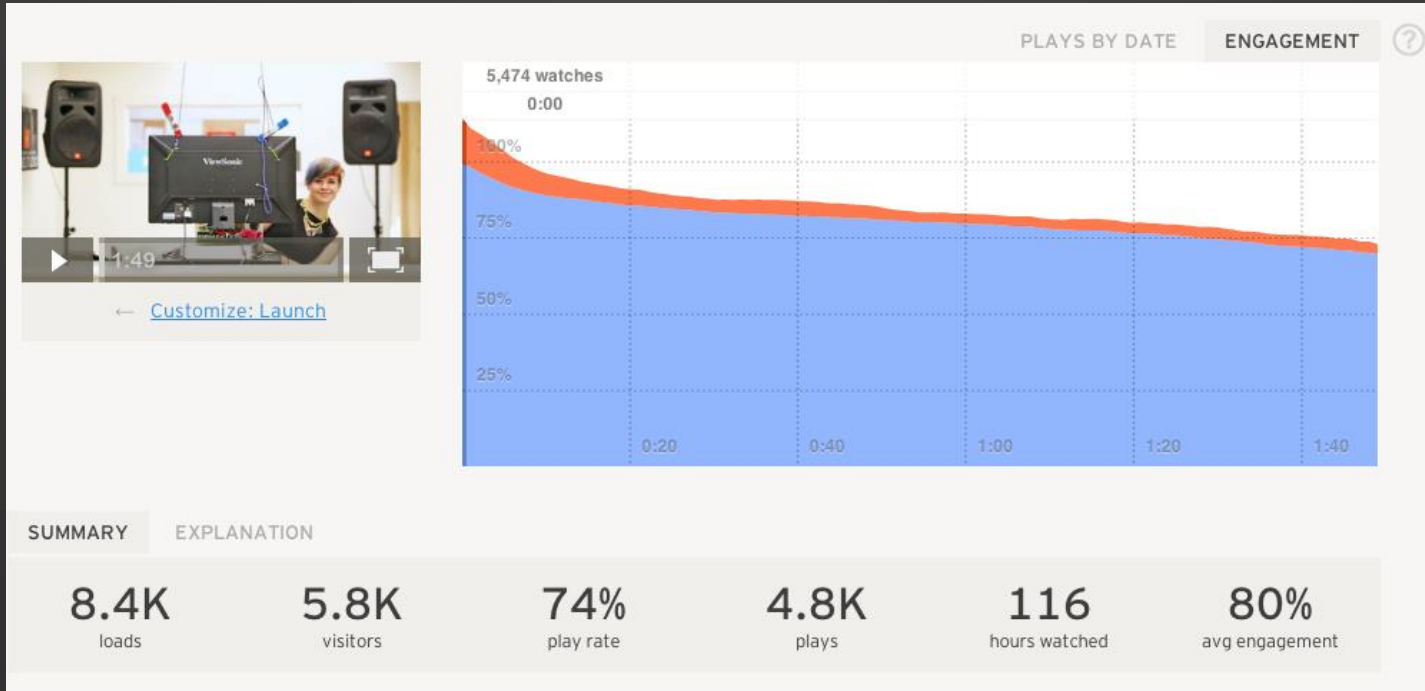 PLAYS BY DATE ENGAGEMENT ?
5,474 watches
0:00
100%
75%
50%
25%
0:20 0:40 1:00 1:20 1:40
ViewSonic
1:49
← Customize: Launch
SUMMARY EXPLANATION
8.4K 5.8K 74% 4.8K 116 80%
loads visitors play rate plays hours watched avg engagement